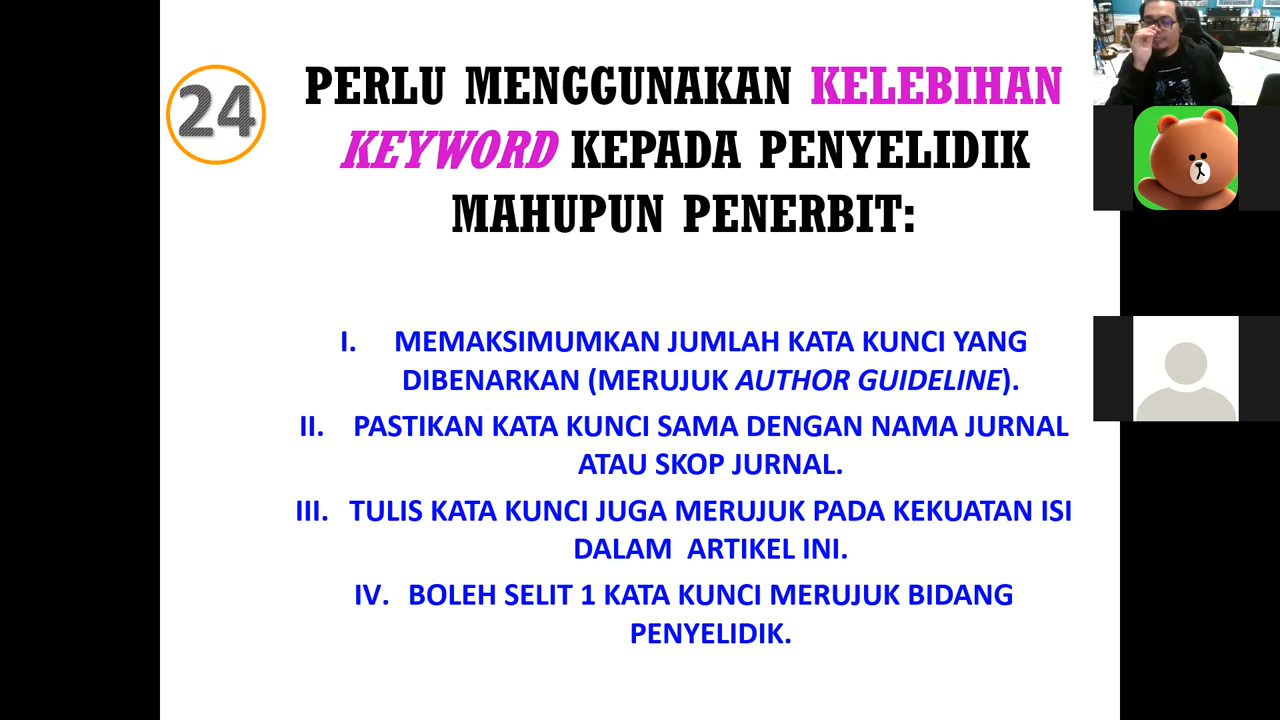 24
PERLU MENGGUNAKAN KELEBIHAN
KEYWORD KEPADA PENYELIDIK
MAHUPUN PENERBIT:
I. MEMAKSIMUMKAN JUMLAH KATA KUNCI YANG
DIBENARKAN (MERUJUK AUTHOR GUIDELINE).
II. PASTIKAN KATA KUNCI SAMA DENGAN NAMA JURNAL
ATAU SKOP JURNAL.
III. TULIS KATA KUNCI JUGA MERUJUK PADA KEKUATAN ISI
DALAM ARTIKEL INI.
IV. BOLEH SELIT 1 KATA KUNCI MERUJUK BIDANG
PENYELIDIK.